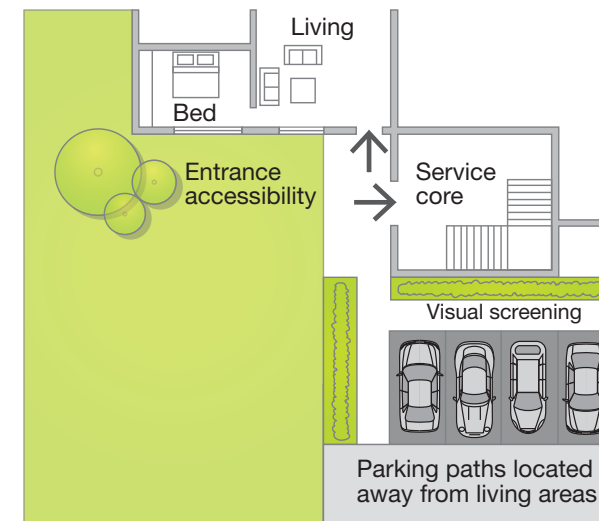 Living
Bed
Entrance
accessibility
Service
core
Visual screening
Parking paths located
away from living areas